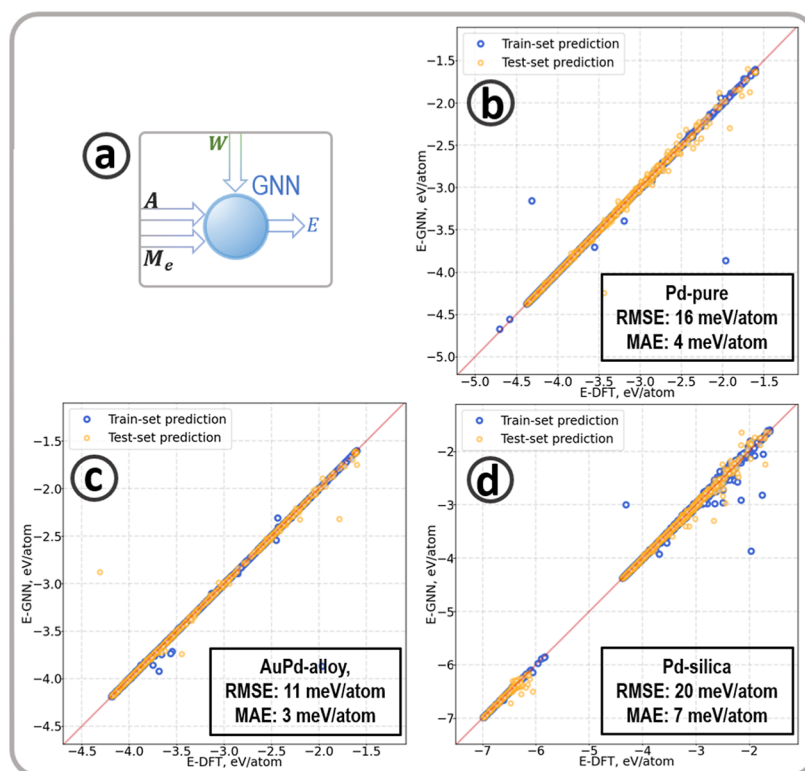 a
W
GNN
A
E
Me
b
Train-set prediction
Test-set prediction
E-GNN, eV/atom
−1.5
−2.0
−2.5
−3.0
−3.5
−4.0
−4.5
−5.0
Pd-pure
RMSE: 16 meV/atom
MAE: 4 meV/atom
−5.0 −4.5 −4.0 −3.5 −3.0 −2.5 −2.0 −1.5
E-DFT, eV/atom
c
Train-set prediction
Test-set prediction
E-GNN, eV/atom
−1.5
−2.0
−2.5
−3.0
−3.5
−4.0
−4.5
AuPd-alloy,
RMSE: 11 meV/atom
MAE: 3 meV/atom
−4.5 −4.0 −3.5 −3.0 −2.5 −2.0 −1.5
E-DFT, eV/atom
d
Train-set prediction
Test-set prediction
E-GNN, eV/atom
−2
−3
−4
−5
−6
−7
Pd-silica
RMSE: 20 meV/atom
MAE: 7 meV/atom
−7 −6 −5 −4 −3 −2
E-DFT, eV/atom